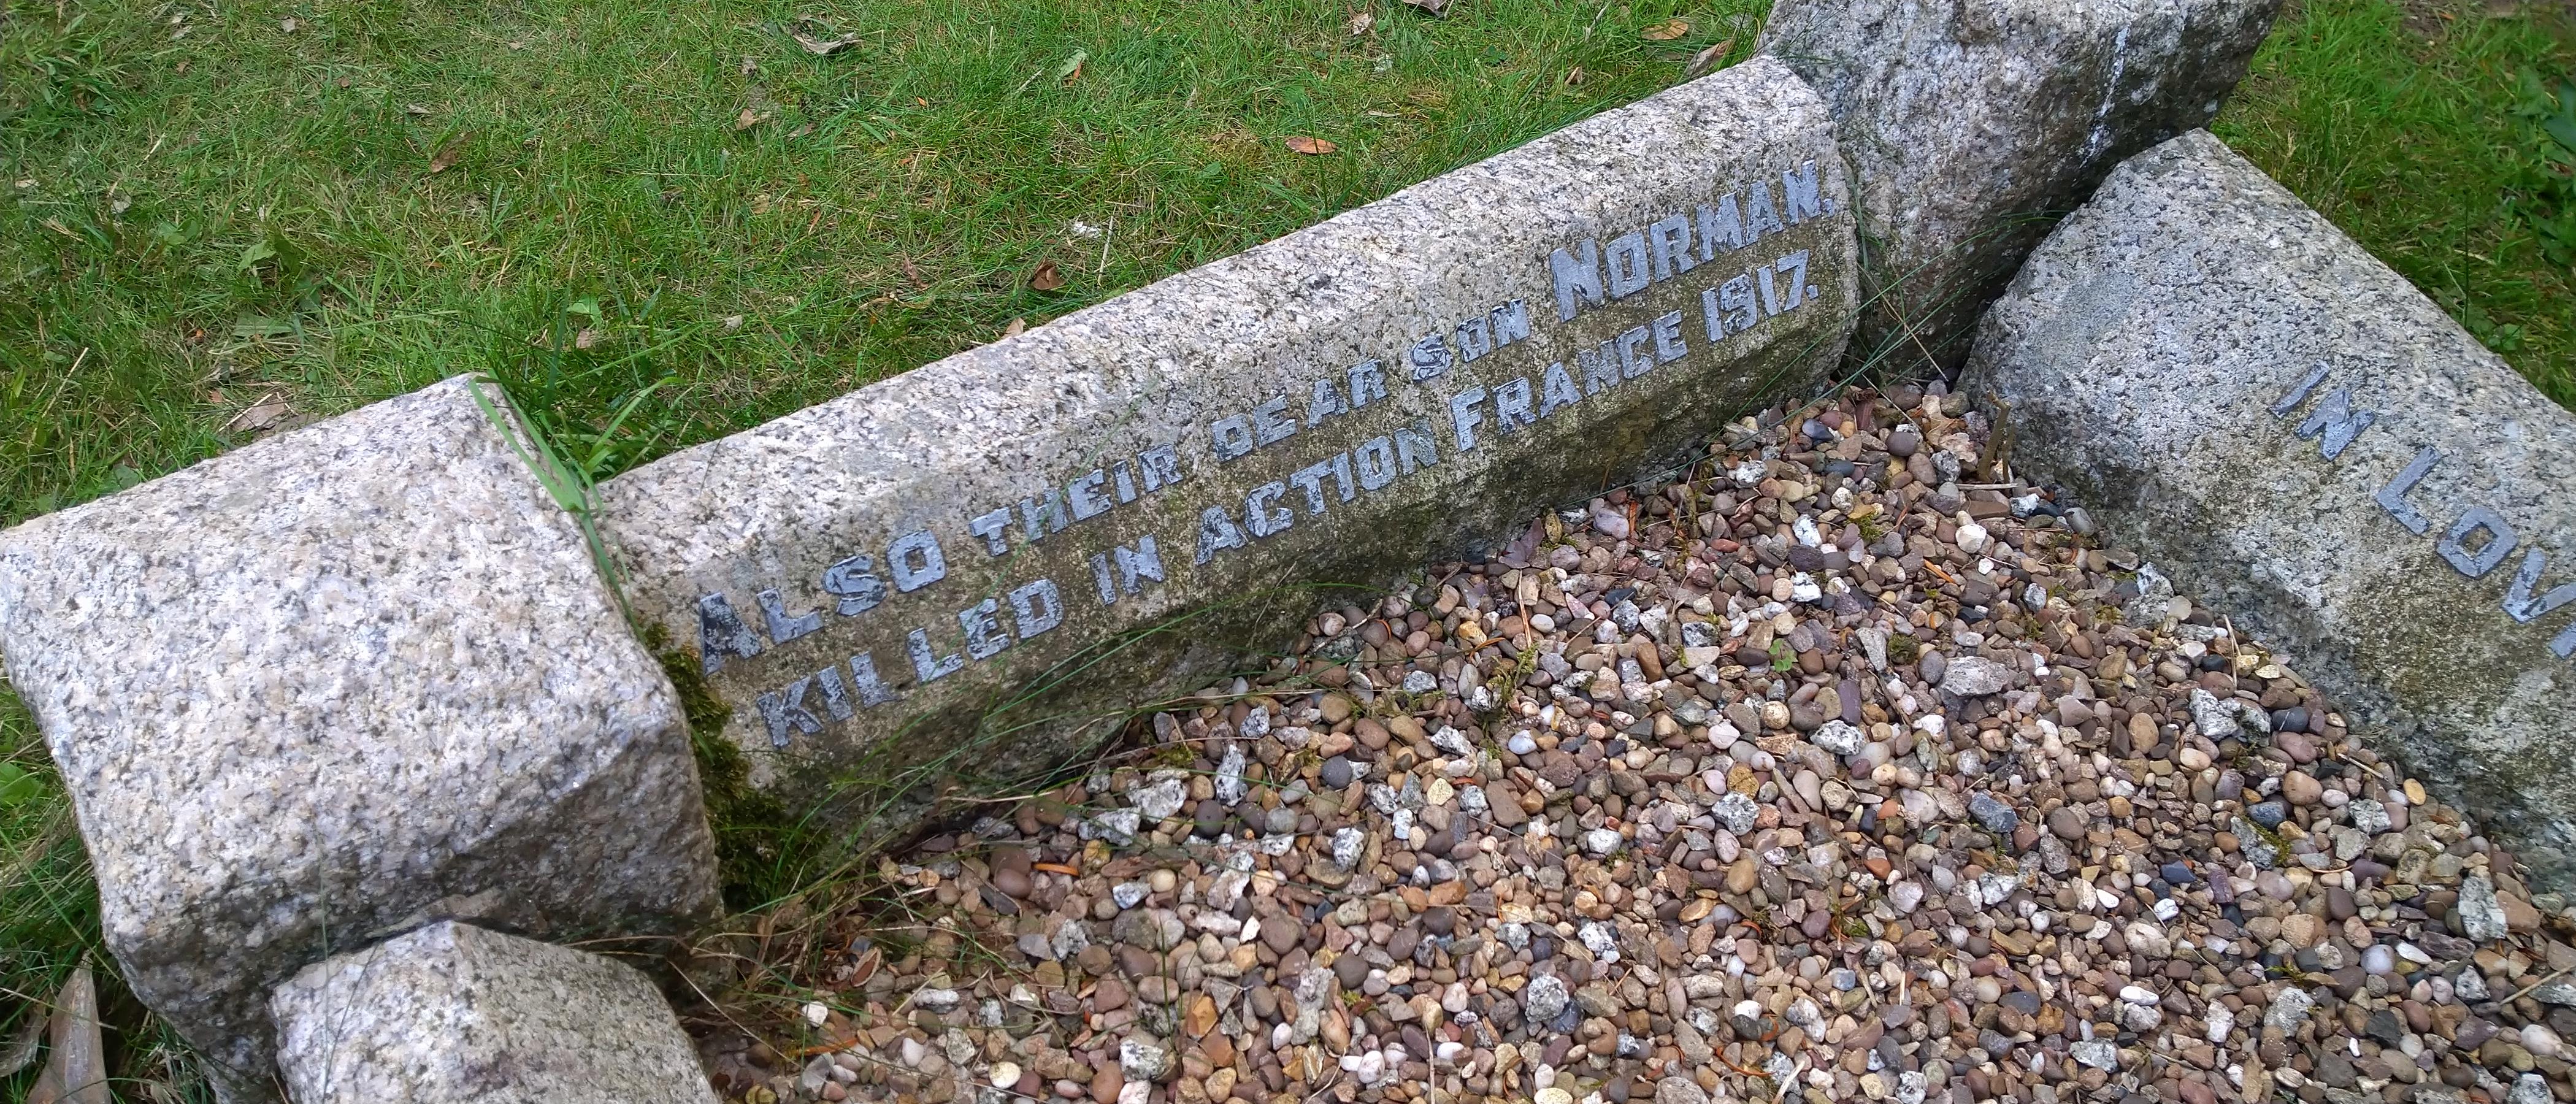 ALSO THEIR DEAR SON NORMAN,
KILLED IN ACTION FRANCE 1917.
IN LOV